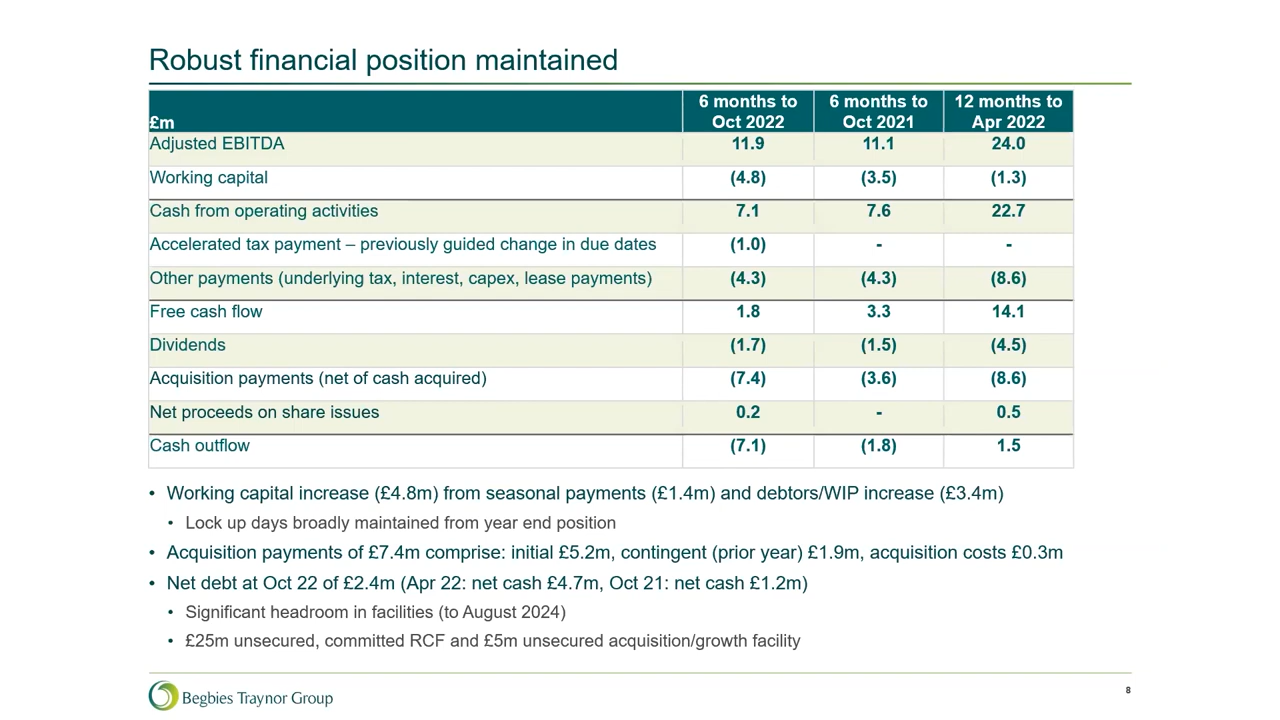 Robust financial position maintained
£m 6 months to Oct 2022 6 months to Oct 2021 12 months to Apr 2022
Adjusted EBITDA 11.9 11.1 24.0
Working capital (4.8) (3.5) (1.3)
Cash from operating activities 7.1 7.6 22.7
Accelerated tax payment – previously guided change in due dates (1.0) - -
Other payments (underlying tax, interest, capex, lease payments) (4.3) (4.3) (8.6)
Free cash flow 1.8 3.3 14.1
Dividends (1.7) (1.5) (4.5)
Acquisition payments (net of cash acquired) (7.4) (3.6) (8.6)
Net proceeds on share issues 0.2 - 0.5
Cash outflow (7.1) (1.8) 1.5
• Working capital increase (£4.8m) from seasonal payments (£1.4m) and debtors/WIP increase (£3.4m)
• Lock up days broadly maintained from year end position
• Acquisition payments of £7.4m comprise: initial £5.2m, contingent (prior year) £1.9m, acquisition costs £0.3m
• Net debt at Oct 22 of £2.4m (Apr 22: net cash £4.7m, Oct 21: net cash £1.2m)
• Significant headroom in facilities (to August 2024)
• £25m unsecured, committed RCF and £5m unsecured acquisition/growth facility
Begbies Traynor Group
8